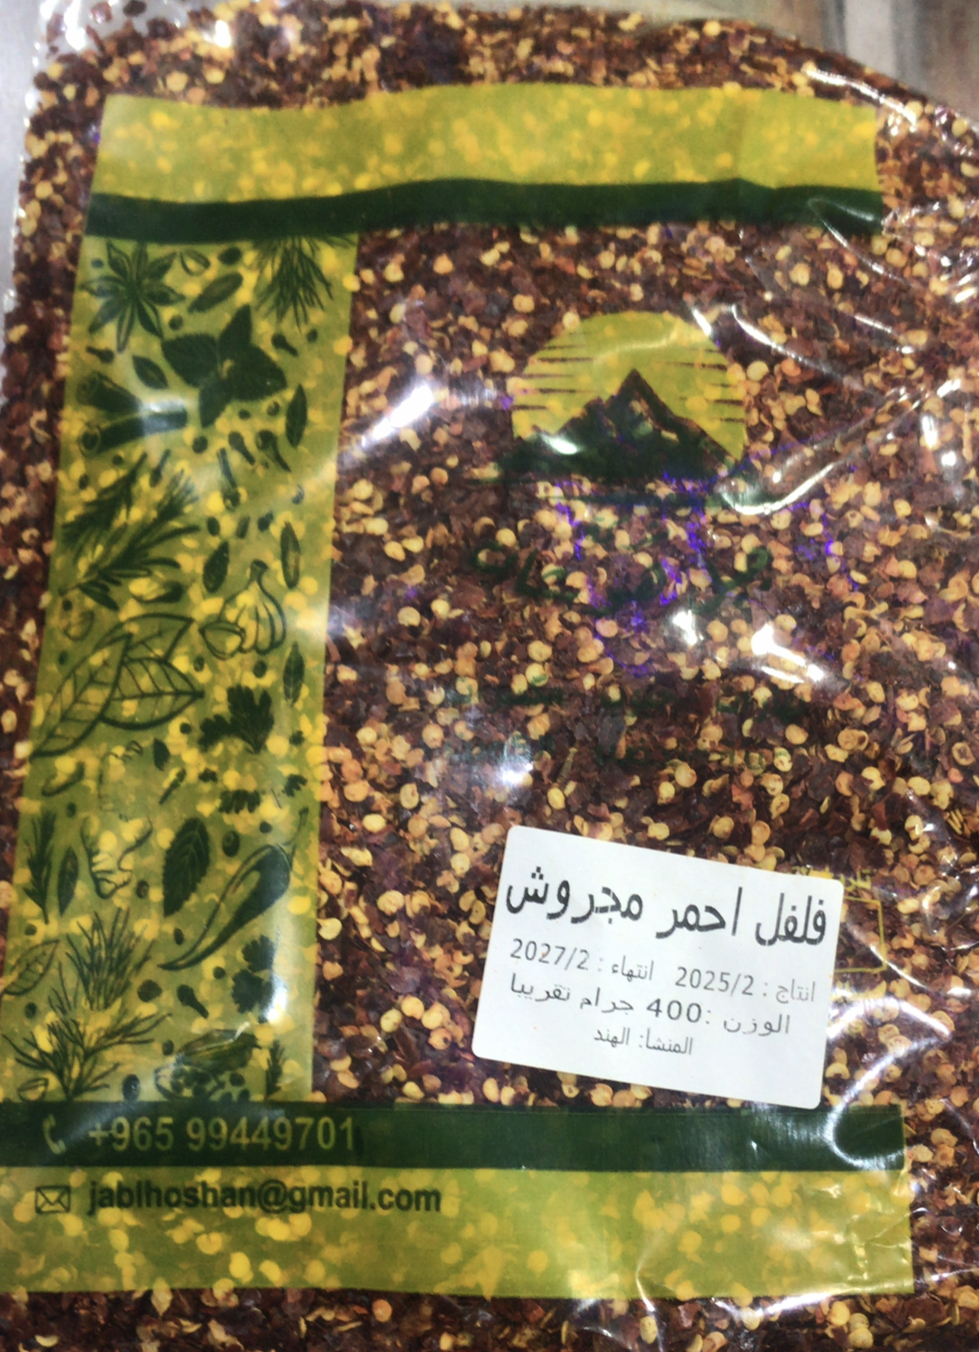 فلفل احمر مجروش
انتاج : 2025/2 انتهاء : 2027/2
الوزن :400 جرام تقريبا
المنشا: الهند
+965 99449701
jablhoshan@gmail.com